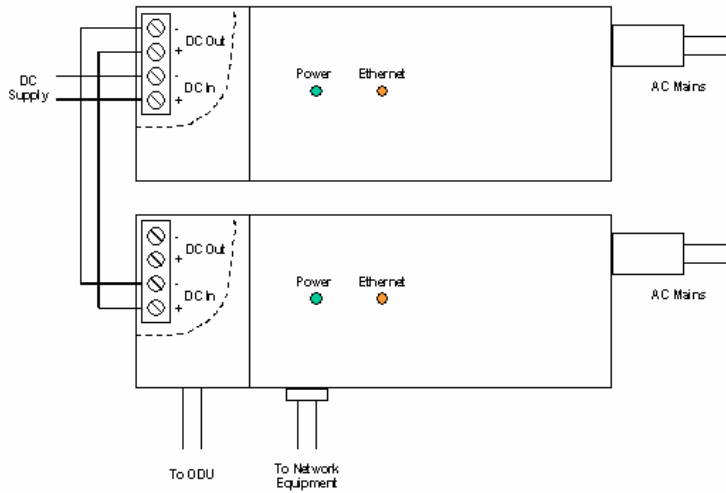 -
DC Out
+
-
DC In
+
DC
Supply
Power
Ethernet
AC Mains
-
DC Out
+
-
DC In
+
Power
Ethernet
AC Mains
To ODU
To Network
Equipment